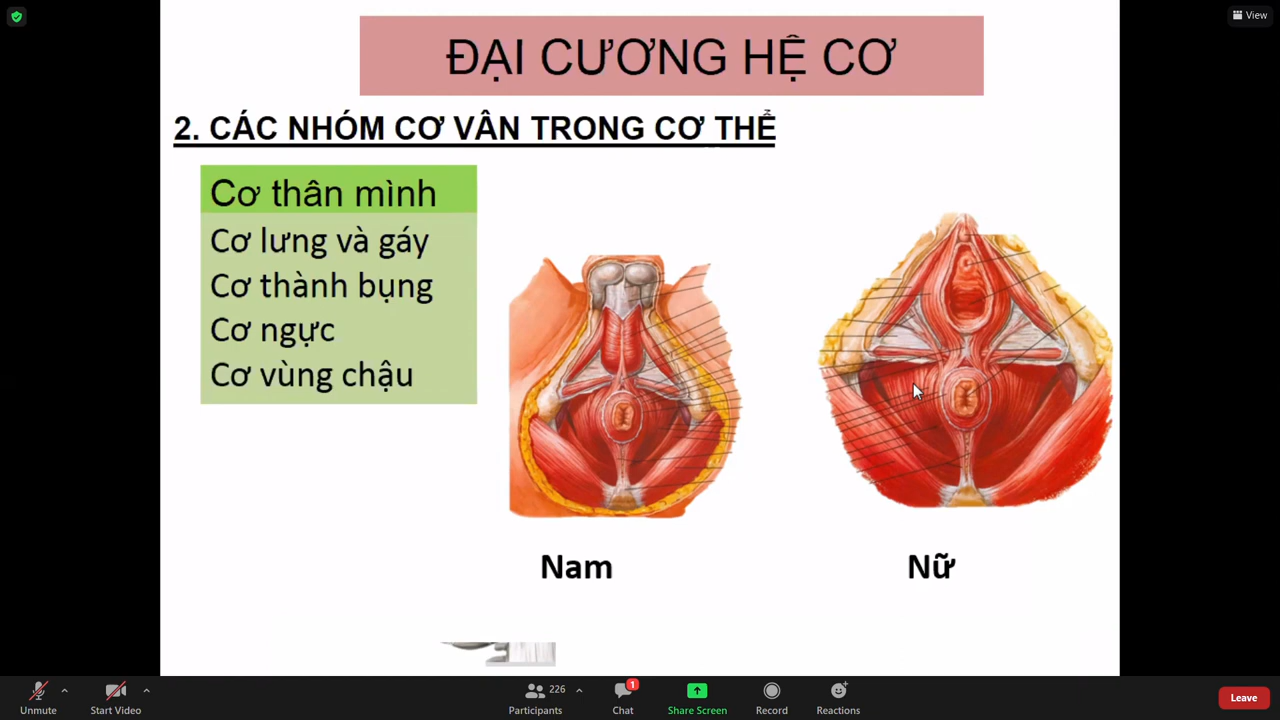 View
ĐẠI CƯƠNG HỆ CƠ
2. CÁC NHÓM CƠ VÂN TRONG CƠ THỂ
Cơ thân mình
Cơ lưng và gáy
Cơ thành bụng
Cơ ngực
Cơ vùng chậu
Nam
Nữ
Unmute
Start Video
226
Participants
1
Chat
Share Screen
Record
Reactions
Leave